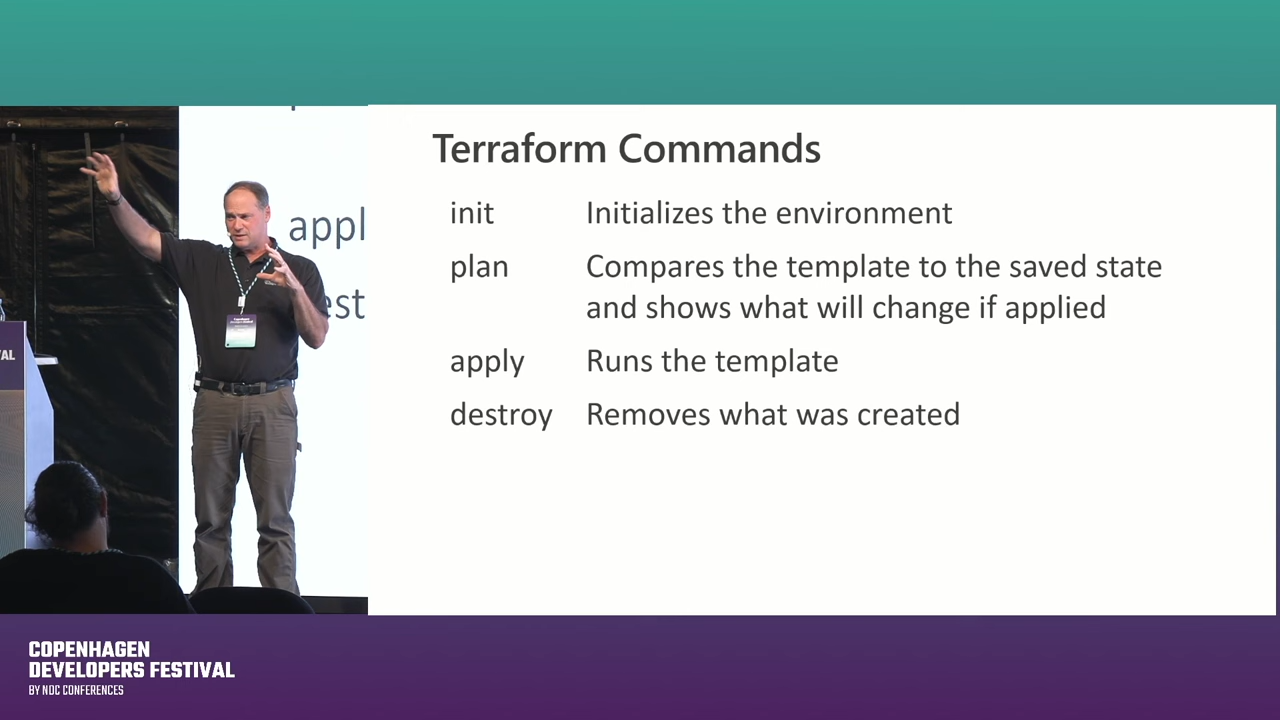 Terraform Commands
init Initializes the environment
plan Compares the template to the saved state
and shows what will change if applied
apply Runs the template
destroy Removes what was created
appl
est
VAL
COPENHAGEN
DEVELOPERS FESTIVAL
BY NDC CONFERENCES